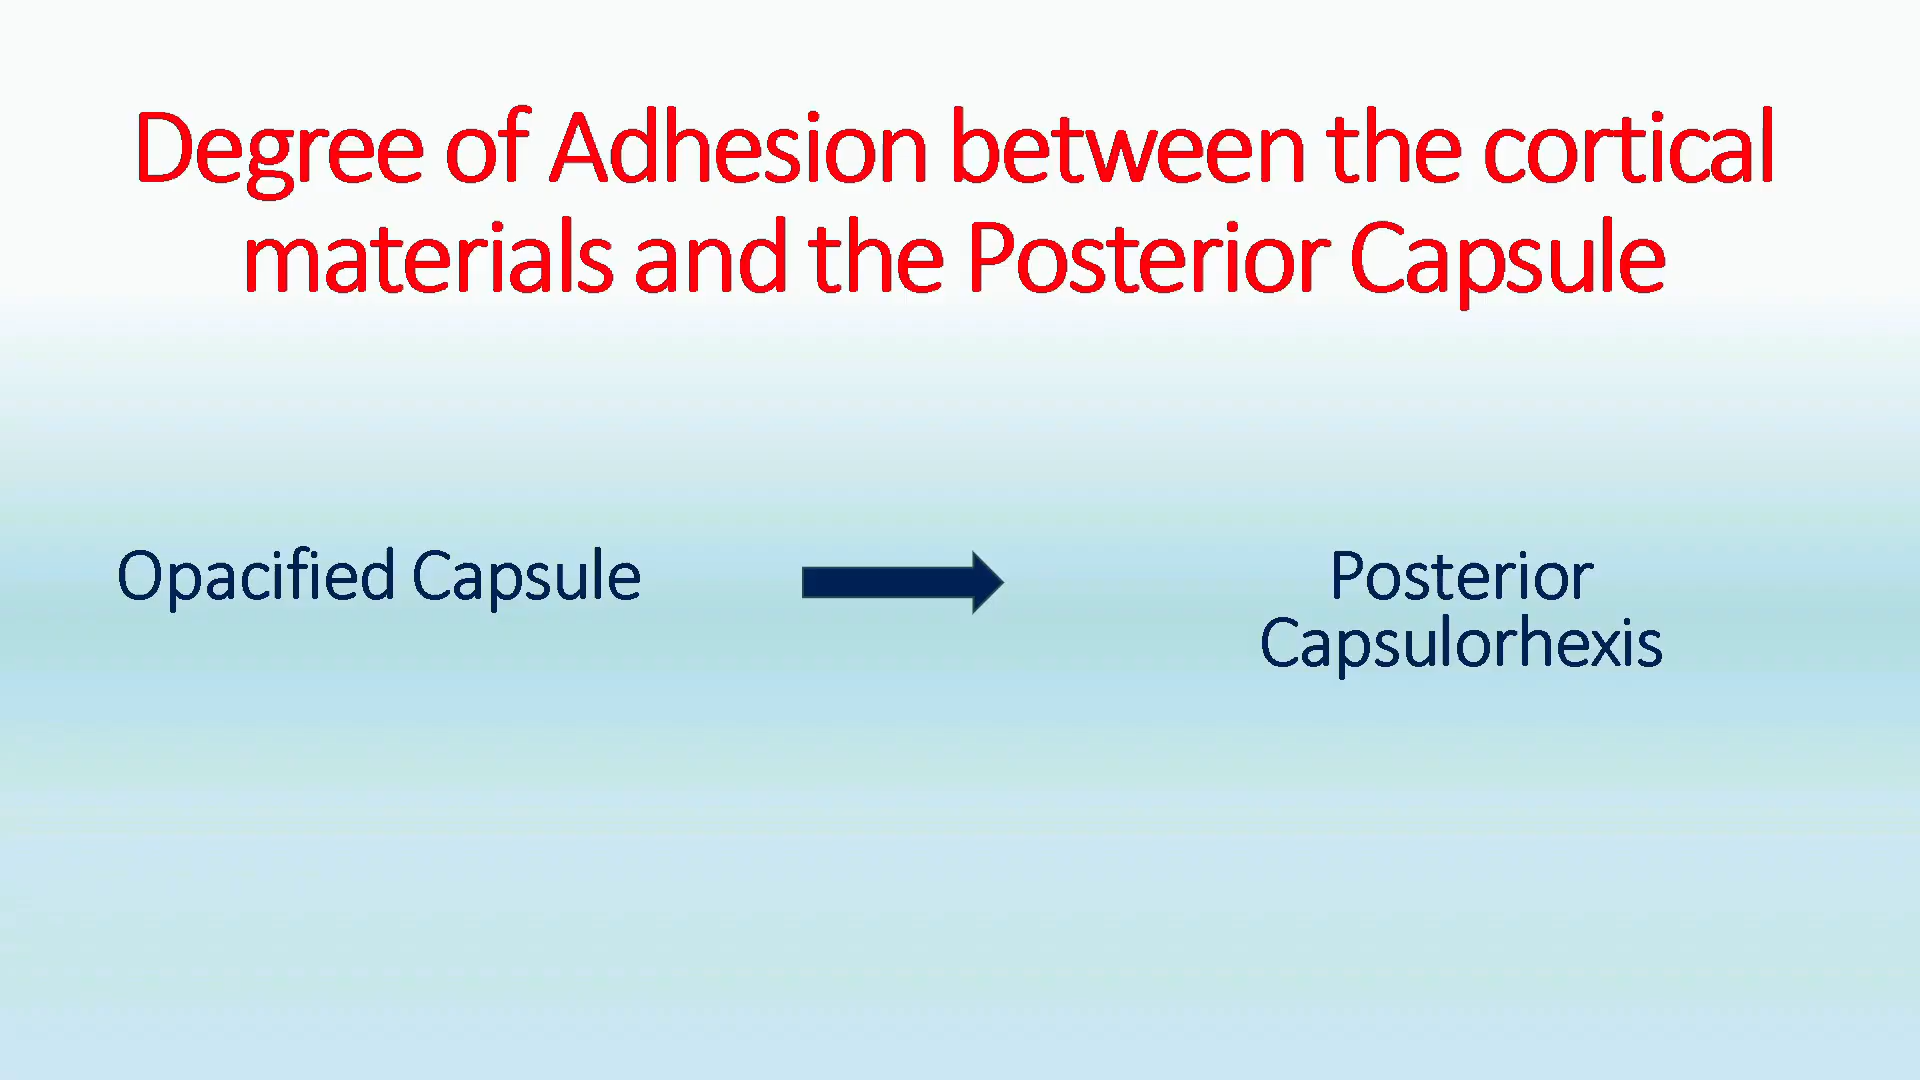 Degree of Adhesion between the cortical
materials and the Posterior Capsule
Opacified Capsule
Posterior
Capsulorhexis